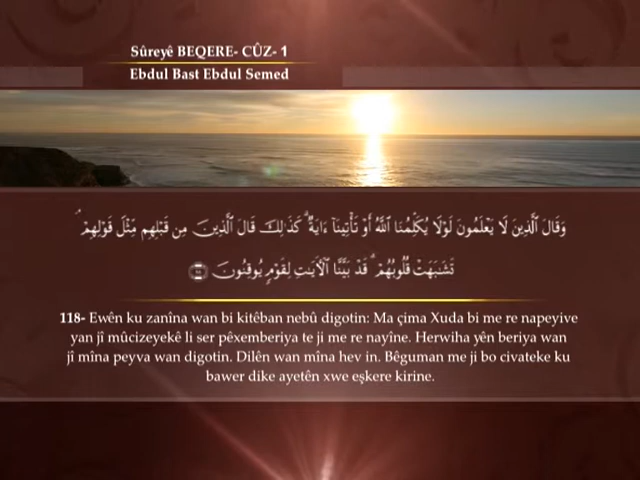 Sûreyê BEQERE- CÛZ- 1
Ebdul Bast Ebdul Semed
وَقَالَ ٱلَّذِينَ لَا يَعْلَمُونَ لَوْلَا يُكَلِّمُنَا ٱللَّهُ أَوْ تَأْتِينَآ ءَايَةٌ ۗ كَذَٰلِكَ قَالَ ٱلَّذِينَ مِن قَبْلِهِم مِّثْلَ قَوْلِهِمْ ۘ
تَشَٰبَهَتْ قُلُوبُهُمْ ۗ قَدْ بَيَّنَّا ٱلْءَايَٰتِ لِقَوْمٍ يُوقِنُونَ
118- Ewên ku zanîna wan bi kitêban nebû digotin: Ma çima Xuda bi me re napeyive
yan jî mûcizeyekê li ser pêxemberiya te ji me re nayîne. Herwiha yên beriya wan
jî mîna peyva wan digotin. Dilên wan mîna hev in. Bêguman me ji bo civateke ku
bawer dike ayetên xwe eşkere kirine.